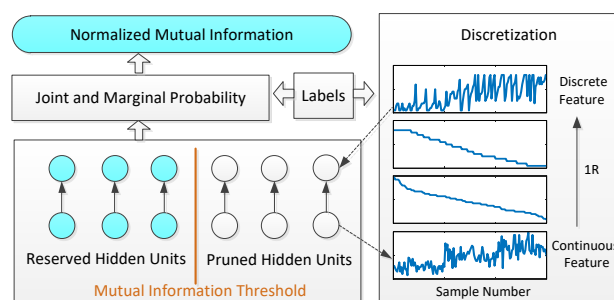 Normalized Mutual Information
Joint and Marginal Probability
Labels
Reserved Hidden Units
Pruned Hidden Units
Mutual Information Threshold
Discretization
Discrete
Feature
1R
Continuous
Feature
Sample Number